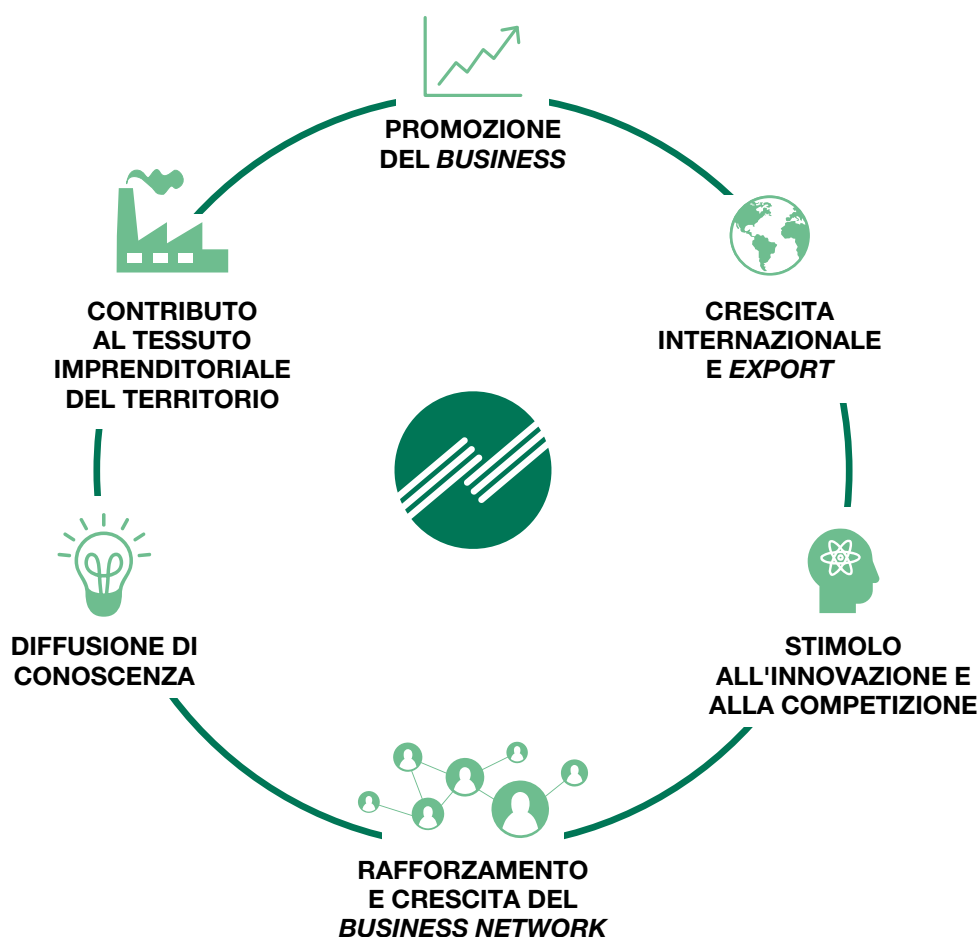 PROMOZIONE
DEL BUSINESS
CRESCITA
INTERNAZIONALE
E EXPORT
STIMOLO
ALL'INNOVAZIONE E
ALLA COMPETIZIONE
RAFFORZAMENTO
E CRESCITA DEL
BUSINESS NETWORK
DIFFUSIONE DI
CONOSCENZA
CONTRIBUTO
AL TESSUTO
IMPRENDITORIALE
DEL TERRITORIO